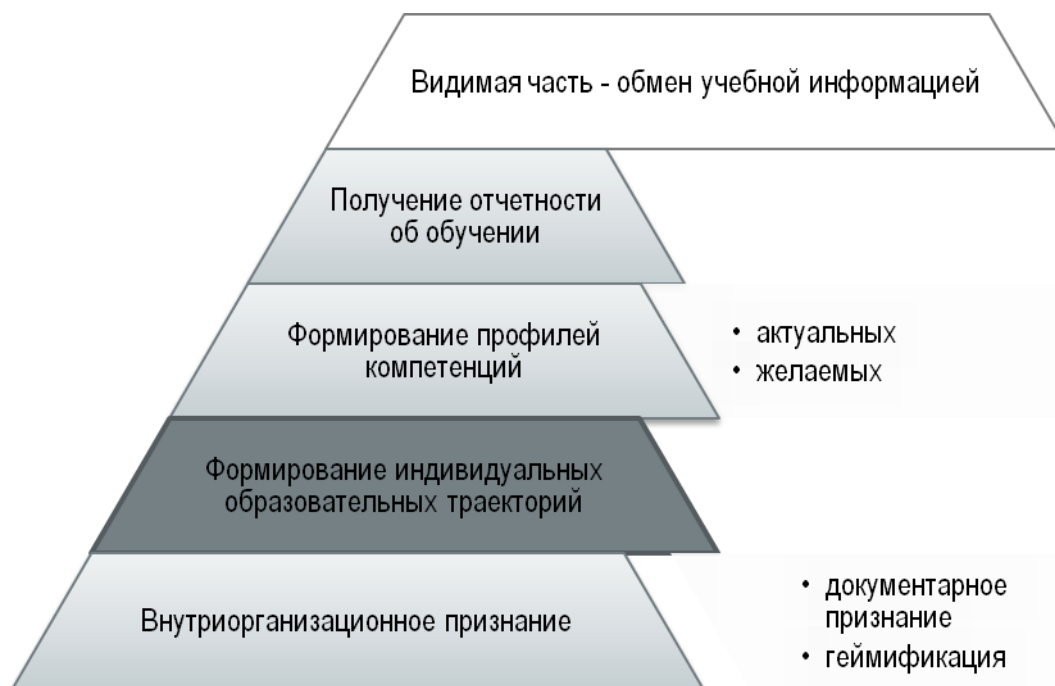 Видимая часть - обмен учебной информацией
Получение отчетности
об обучении
Формирование профилей
компетенций
• актуальных
• желаемых
Формирование индивидуальных
образовательных траекторий
Внутриорганизационное признание
• документарное
признание
• геймификация